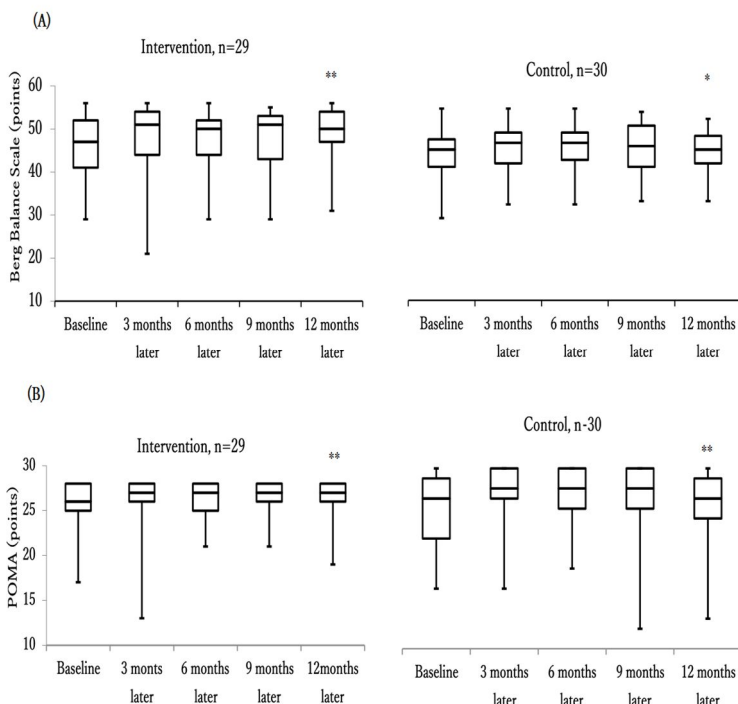 (A)
Intervention, n=29
Control, n=30
**
*
Berg Balance Scale (points)
60
50
40
30
20
10
Baseline 3 months later 6 months later 9 months later 12 months later
Baseline 3 months later 6 months later 9 months later 12 months later
(B)
Intervention, n=29
Control, n-30
**
**
POMA (points)
30
25
20
15
10
Baseline 3 monts later 6 months later 9 months later 12months later
Baseline 3 months later 6 months later 9 months later 12 months later